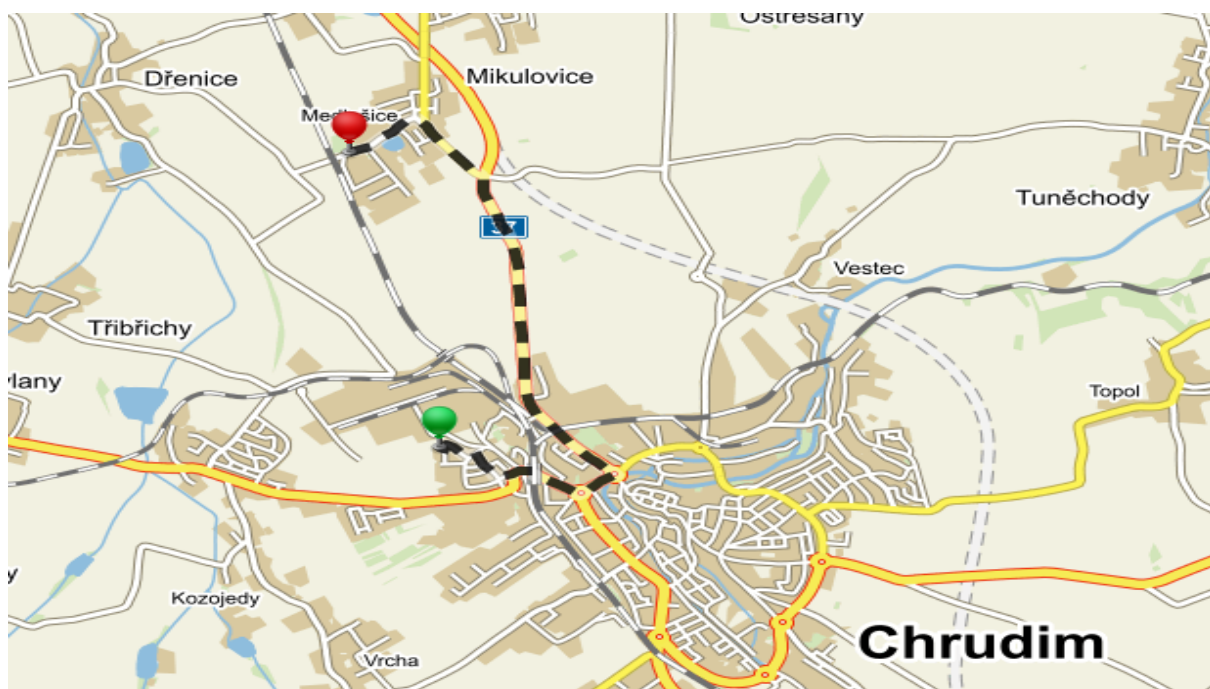 Ostřešany
Dřenice
Mikulovice
Tuněchody
37
Vestec
Třibřichy
Topol
Kozojedy
Chrudim
Vrcha